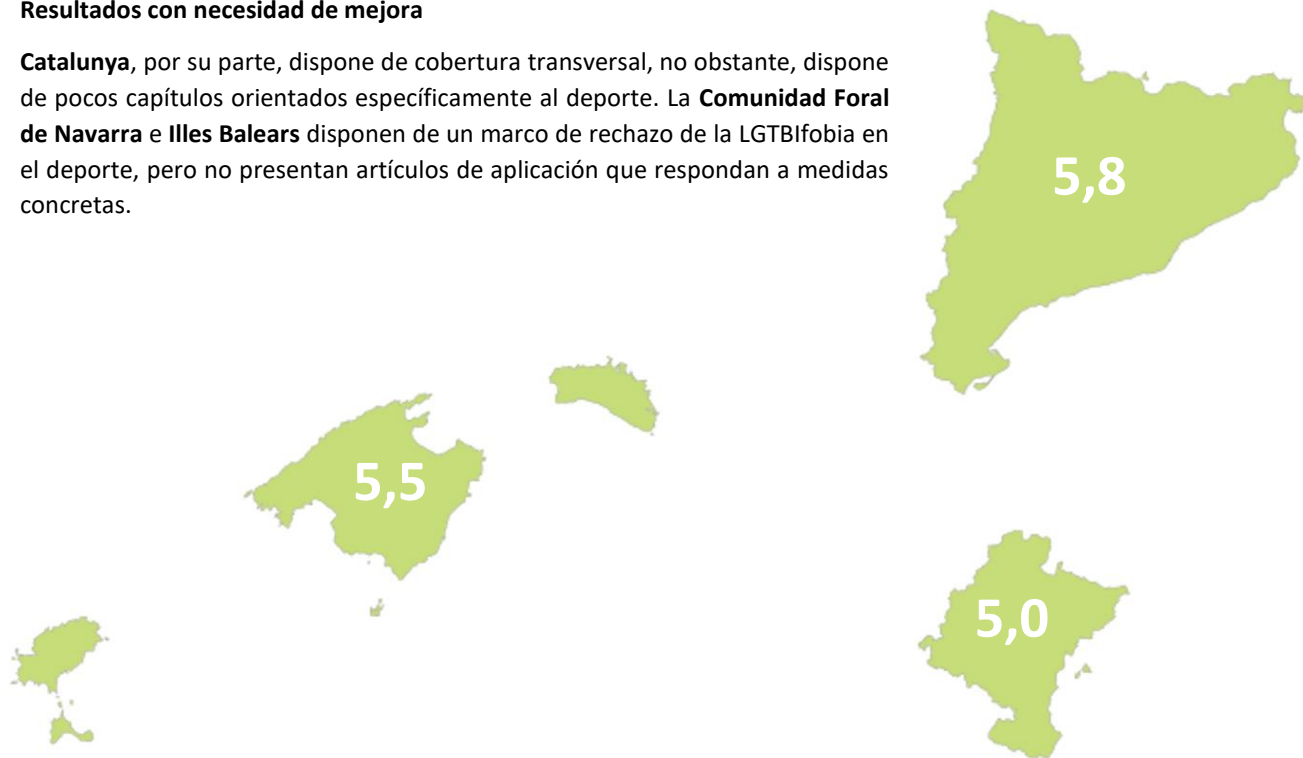 Resultados con necesidad de mejora
Catalunya, por su parte, dispone de cobertura transversal, no obstante, dispone
de pocos capítulos orientados específicamente al deporte. La Comunidad Foral
de Navarra e Illes Balears disponen de un marco de rechazo de la LGTBIfobia en
el deporte, pero no presentan artículos de aplicación que respondan a medidas
concretas.
5,8
5,5
5,0